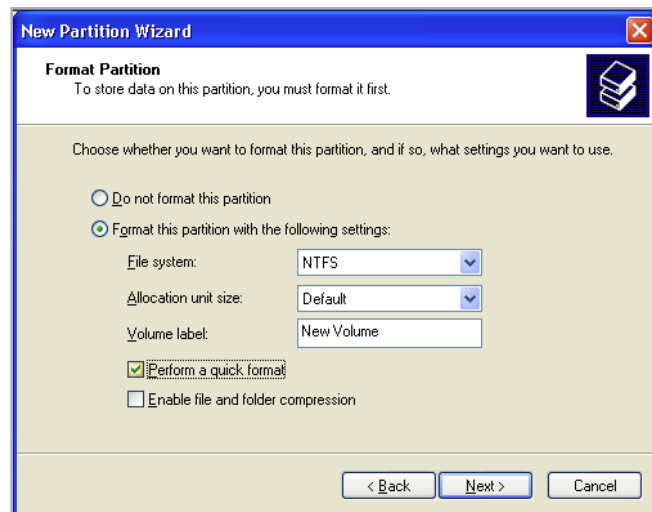 New Partition Wizard
Format Partition
To store data on this partition, you must format it first.
Choose whether you want to format this partition, and if so, what settings you want to use.
Do not format this partition
Format this partition with the following settings:
File system: NTFS
Allocation unit size: Default
Volume label: New Volume
Perform a quick format
Enable file and folder compression
< Back Next > Cancel